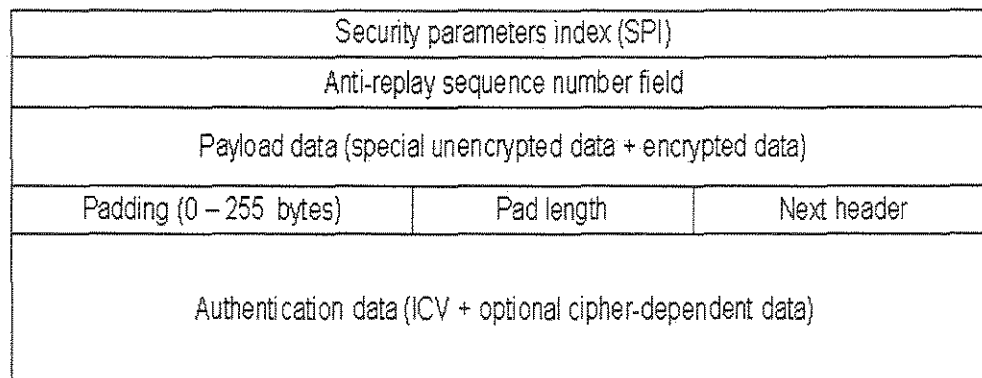 Security parameters index (SPI)
Anti-replay sequence number field
Payload data (special unencrypted data + encrypted data)
Padding (0 – 255 bytes) Pad length Next header
Authentication data (ICV + optional cipher-dependent data)